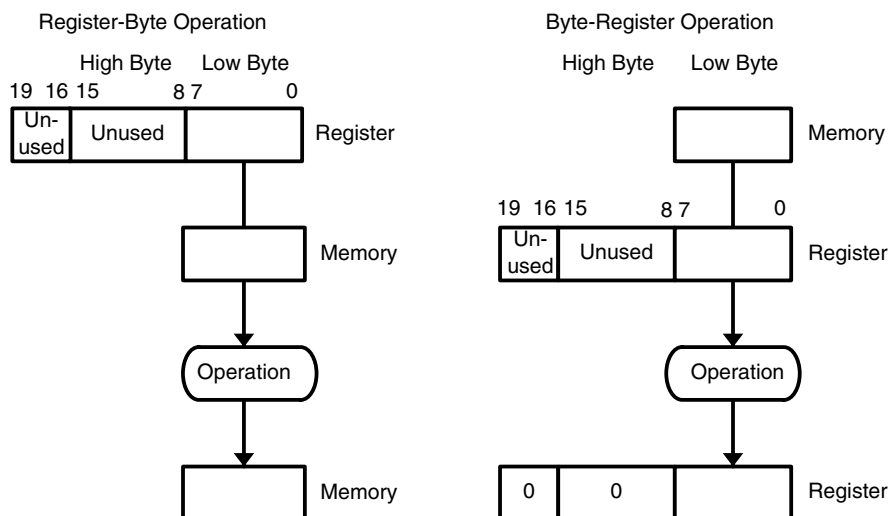 Register-Byte Operation
High Byte Low Byte
19 16 15 8 7 0
Un-
used
Unused
Register
Memory
Operation
Memory
Byte-Register Operation
High Byte Low Byte
Memory
19 16 15 8 7 0
Un-
used
Unused
Register
Operation
0 0 Register